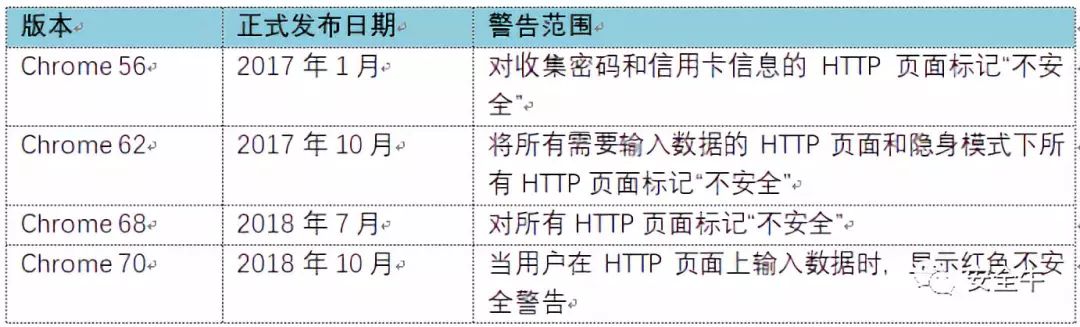 版本 正式发布日期 警告范围
Chrome 56 2017 年 1 月 对收集密码和信用卡信息的 HTTP 页面标记“不安
全”
Chrome 62 2017 年 10 月 将所有需要输入数据的 HTTP 页面和隐身模式下所
有 HTTP 页面标记“不安全”
Chrome 68 2018 年 7 月 对所有 HTTP 页面标记“不安全”
Chrome 70 2018 年 10 月 当用户在 HTTP 页面上输入数据时，显示红色不安
全警告
安全牛